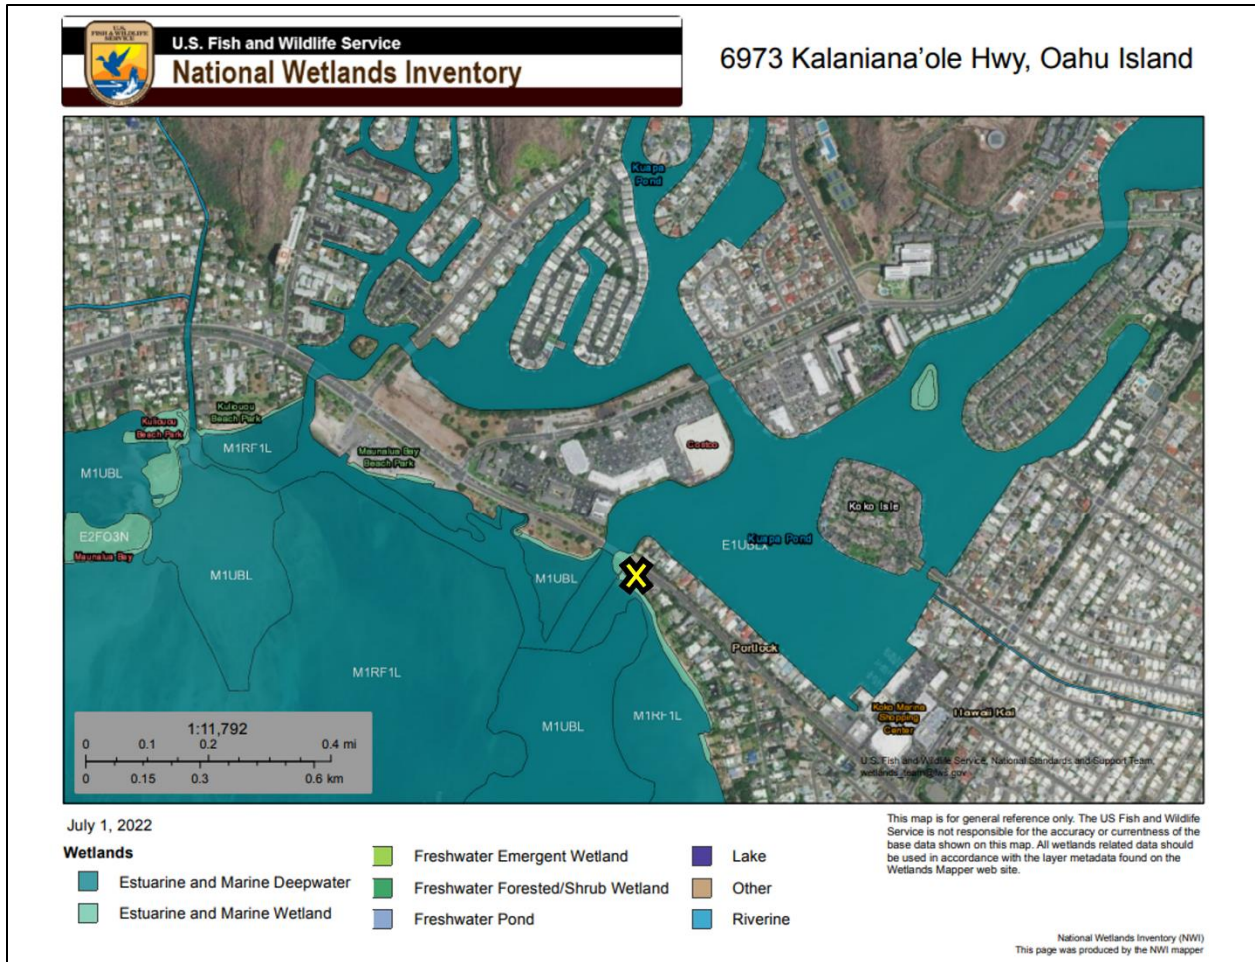 U.S. FISH & WILDLIFE SERVICE
U.S. Fish and Wildlife Service
National Wetlands Inventory
6973 Kalaniana’ole Hwy, Oahu Island
Kuapa
Pond
Kuliouou
Beach Park
Kuliouou
Beach Park
M1RF1L
M1UBL
Maunalua Bay
Beach Park
Costco
Koko Isle
E2FO3N
Maunalua Bay
Kuapa Pond
E1UBLx
M1UBL
M1UBL
Portlock
M1RF1L
M1UBL
M1RF1L
Koko Marina
Shopping
Center
Hawaii Kai
1:11,792
0 0.1 0.2 0.4 mi
0 0.15 0.3 0.6 km
U.S. Fish and Wildlife Service, National Standards and Support Team,
wetlands_team@fws.gov
July 1, 2022
Wetlands
Estuarine and Marine Deepwater
Estuarine and Marine Wetland
Freshwater Emergent Wetland
Freshwater Forested/Shrub Wetland
Freshwater Pond
Lake
Other
Riverine
This map is for general reference only. The US Fish and Wildlife
Service is not responsible for the accuracy or currentness of the
base data shown on this map. All wetlands related data should
be used in accordance with the layer metadata found on the
Wetlands Mapper web site.
National Wetlands Inventory (NWI)
This page was produced by the NWI mapper